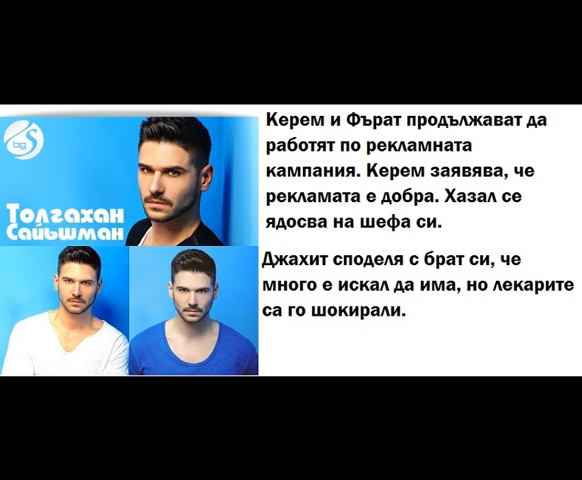 bg S
Толгахан
Сайъшман
Керем и Фърат продължават да
работят по рекламната
кампания. Керем заявява, че
рекламата е добра. Хазал се
ядосва на шефа си.
Джахит споделя с брат си, че
много е искал да има, но лекарите
са го шокирали.